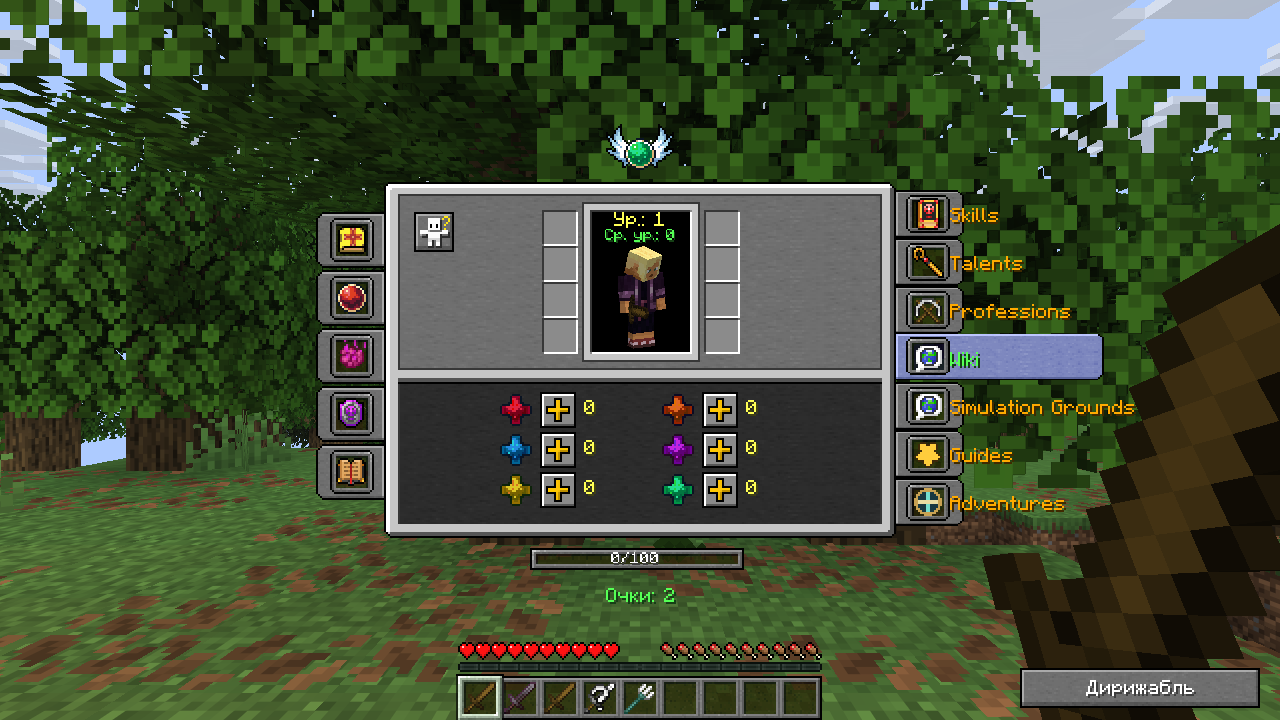 Ур.: 1
Ср. ур.: 0
0
0
0
0
0
0
Skills
Talents
Professions
Wiki
Simulation Grounds
Guides
Adventures
0/100
Очки: 2
Дирижабль